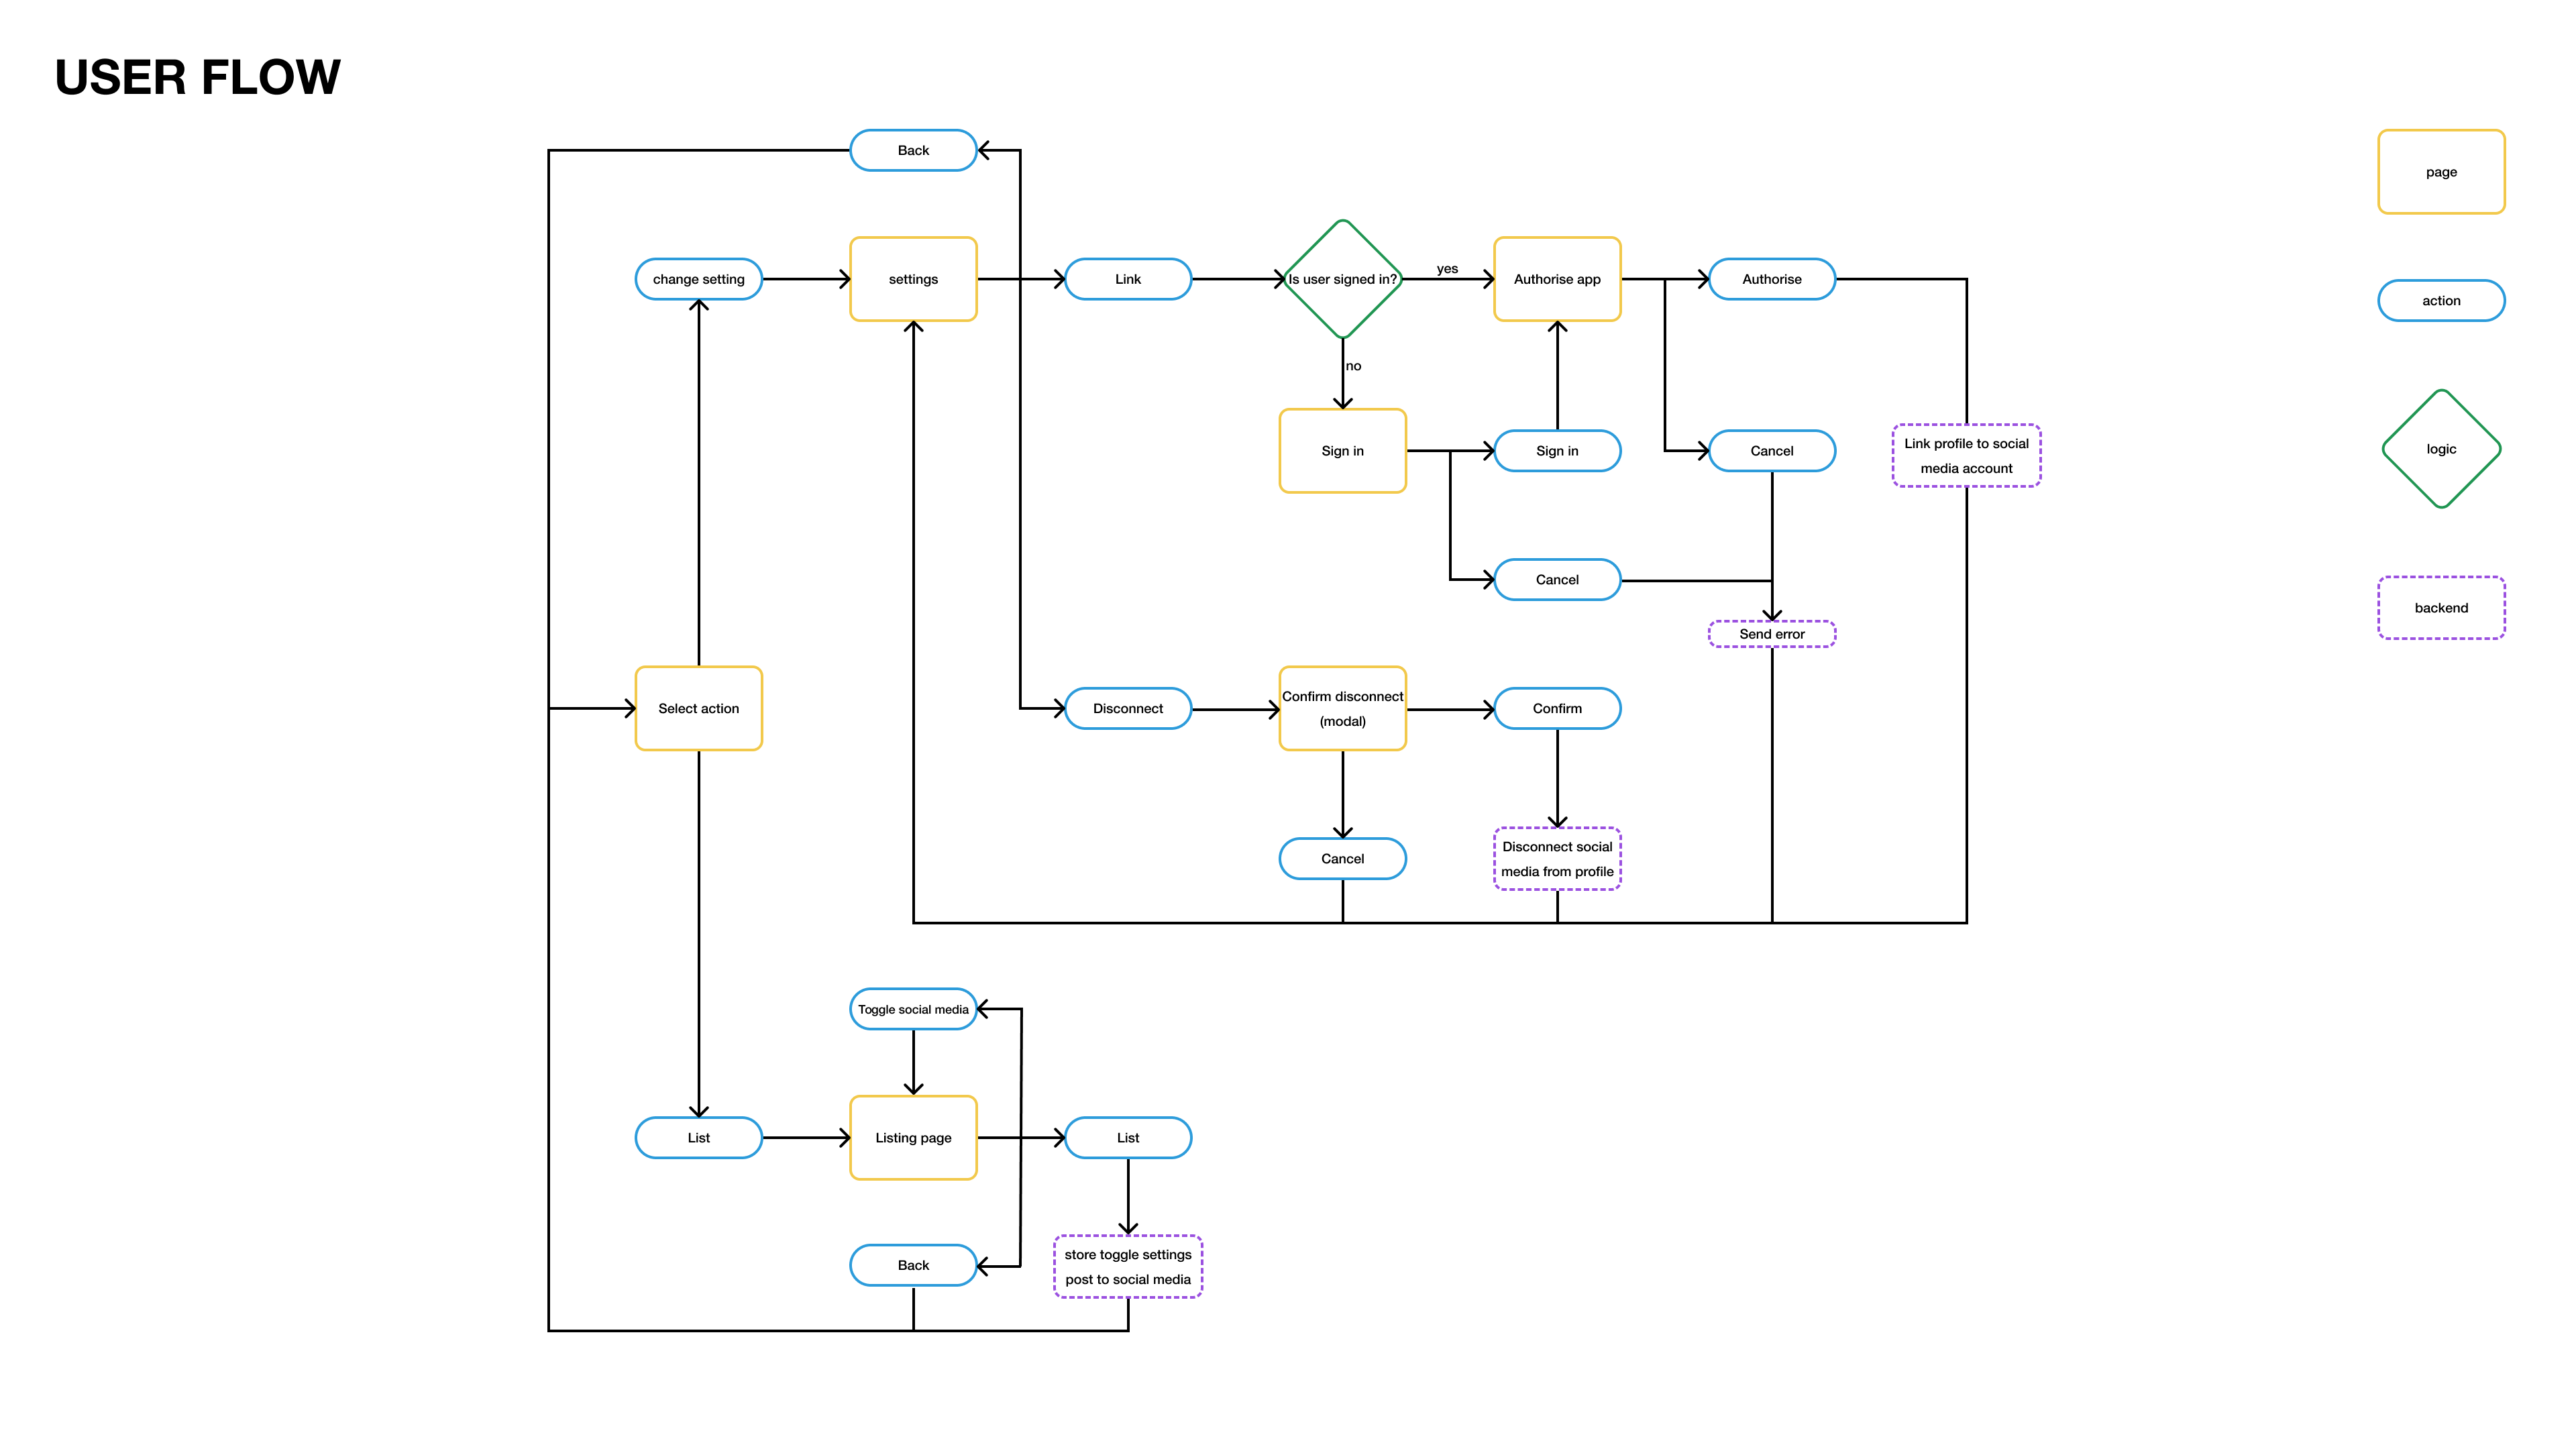 USER FLOW
Back
change setting
settings
Link
Is user signed in?
yes
Authorise app
Authorise
no
Sign in
Sign in
Cancel
Link profile to social
media account
Cancel
Send error
Select action
Disconnect
Confirm disconnect
(modal)
Confirm
Cancel
Disconnect social
media from profile
Toggle social media
List
Listing page
List
Back
store toggle settings
post to social media
page
action
logic
backend